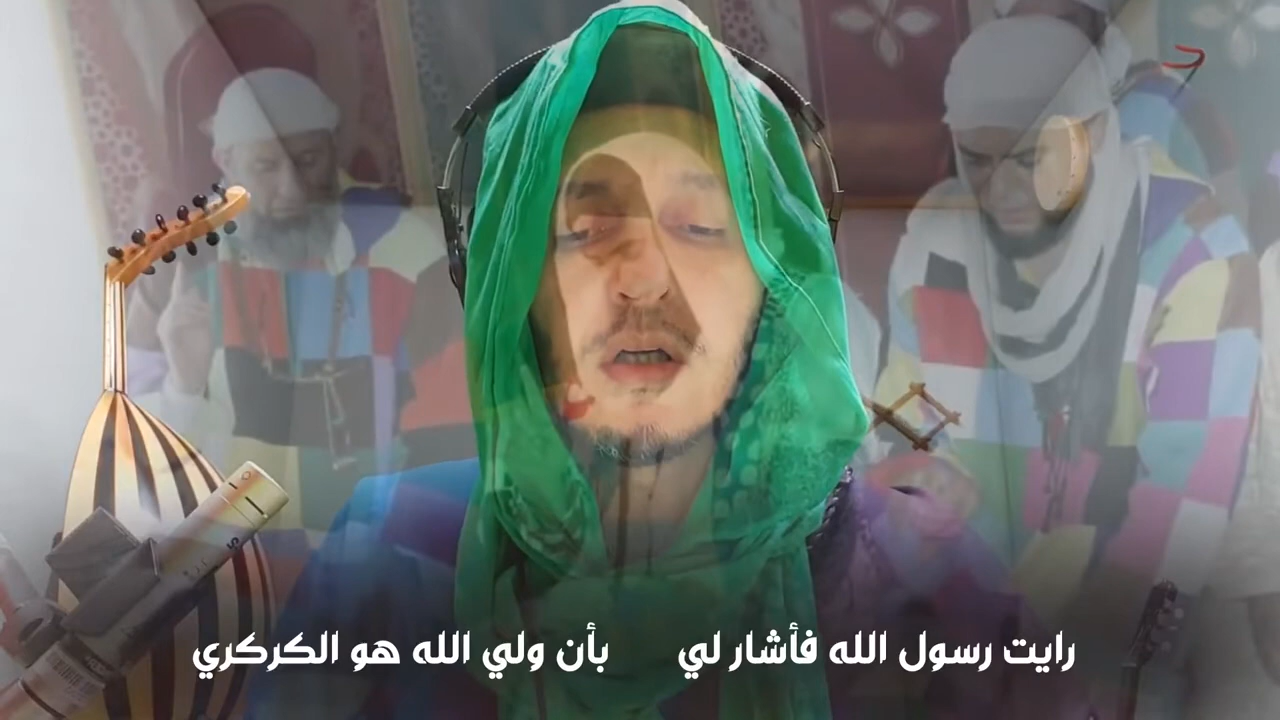 رايت رسول الله فأشار لي بأن ولي الله هو الكركري